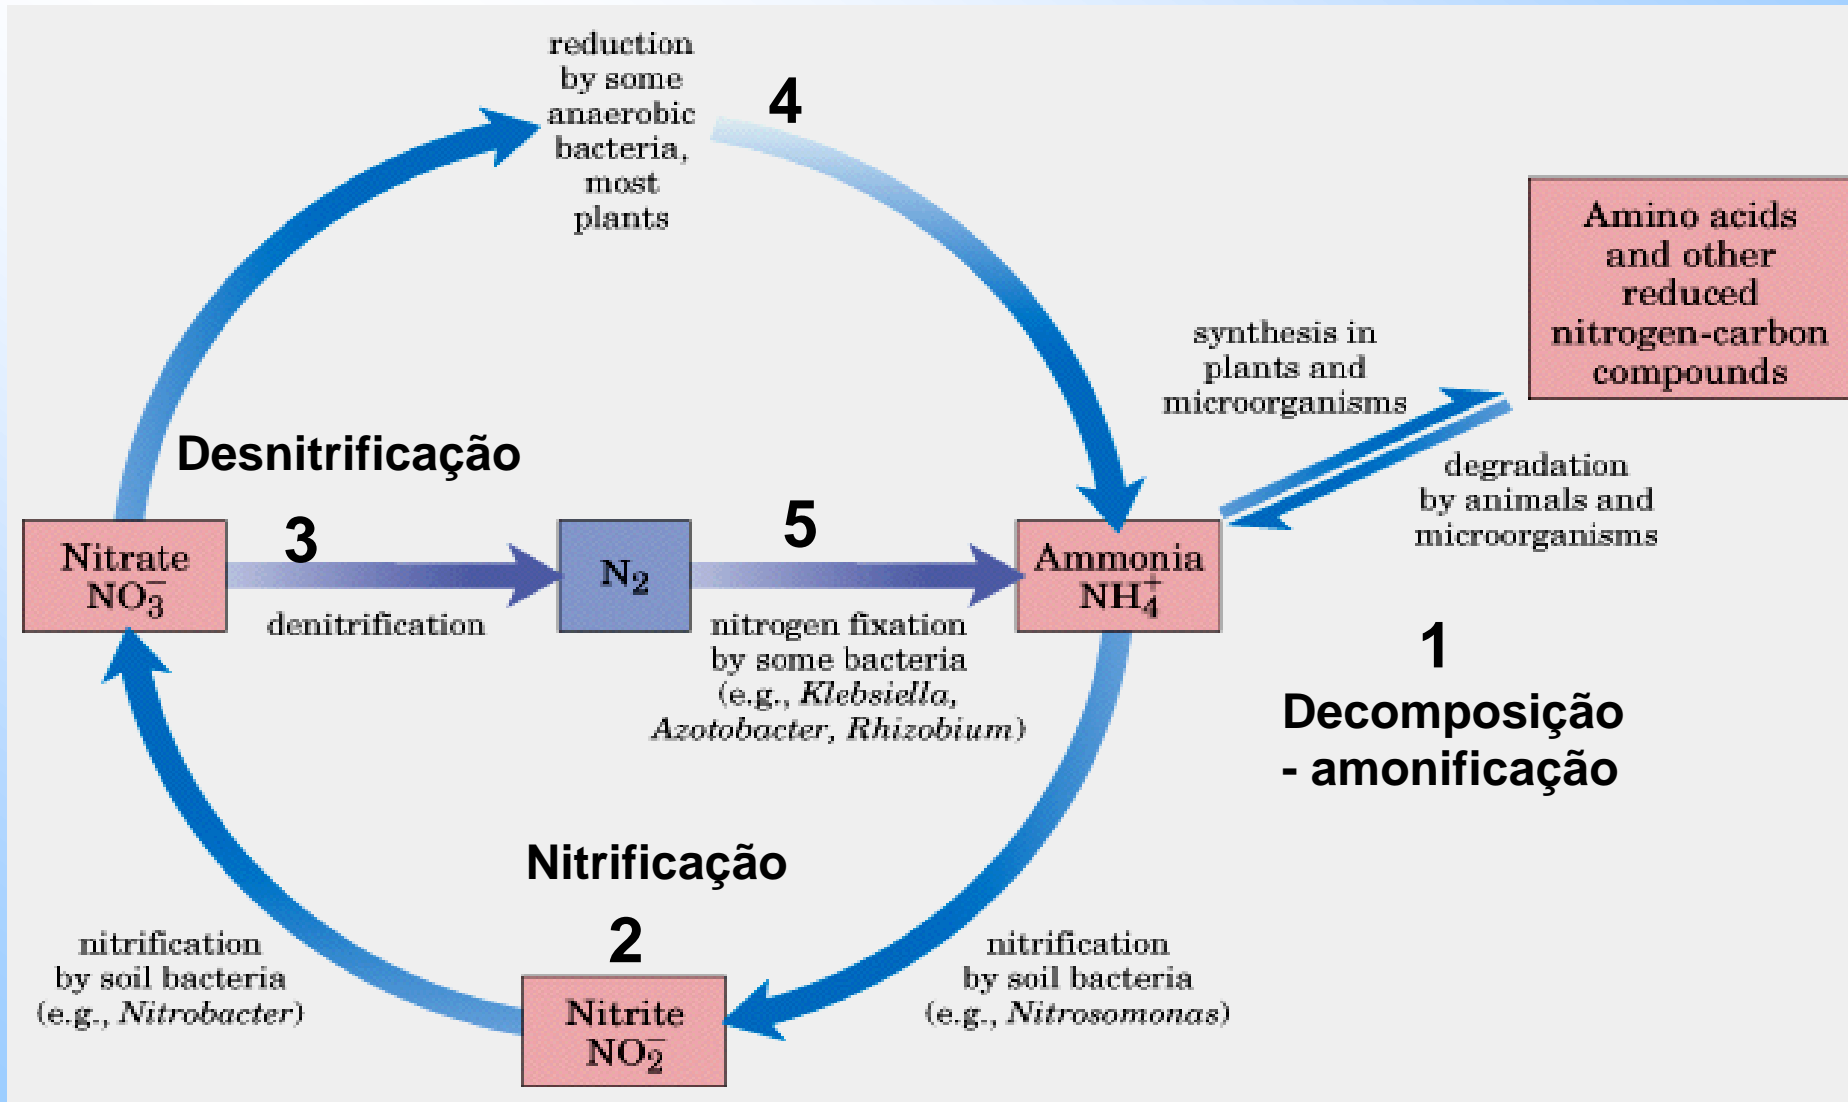 reduction
by some
anaerobic
bacteria,
most
plants
4
Amino acids
and other
reduced
nitrogen-carbon
compounds
synthesis in
plants and
microorganisms
degradation
by animals and
microorganisms
Desnitrificação
3
5
Nitrate
NO₃⁻
denitrification
N₂
nitrogen fixation
by some bacteria
(e.g., Klebsiella,
Azotobacter, Rhizobium)
Ammonia
NH₄⁺
1
Decomposição
- amonificação
Nitrificação
2
nitrification
by soil bacteria
(e.g., Nitrobacter)
Nitrite
NO₂⁻
nitrification
by soil bacteria
(e.g., Nitrosomonas)